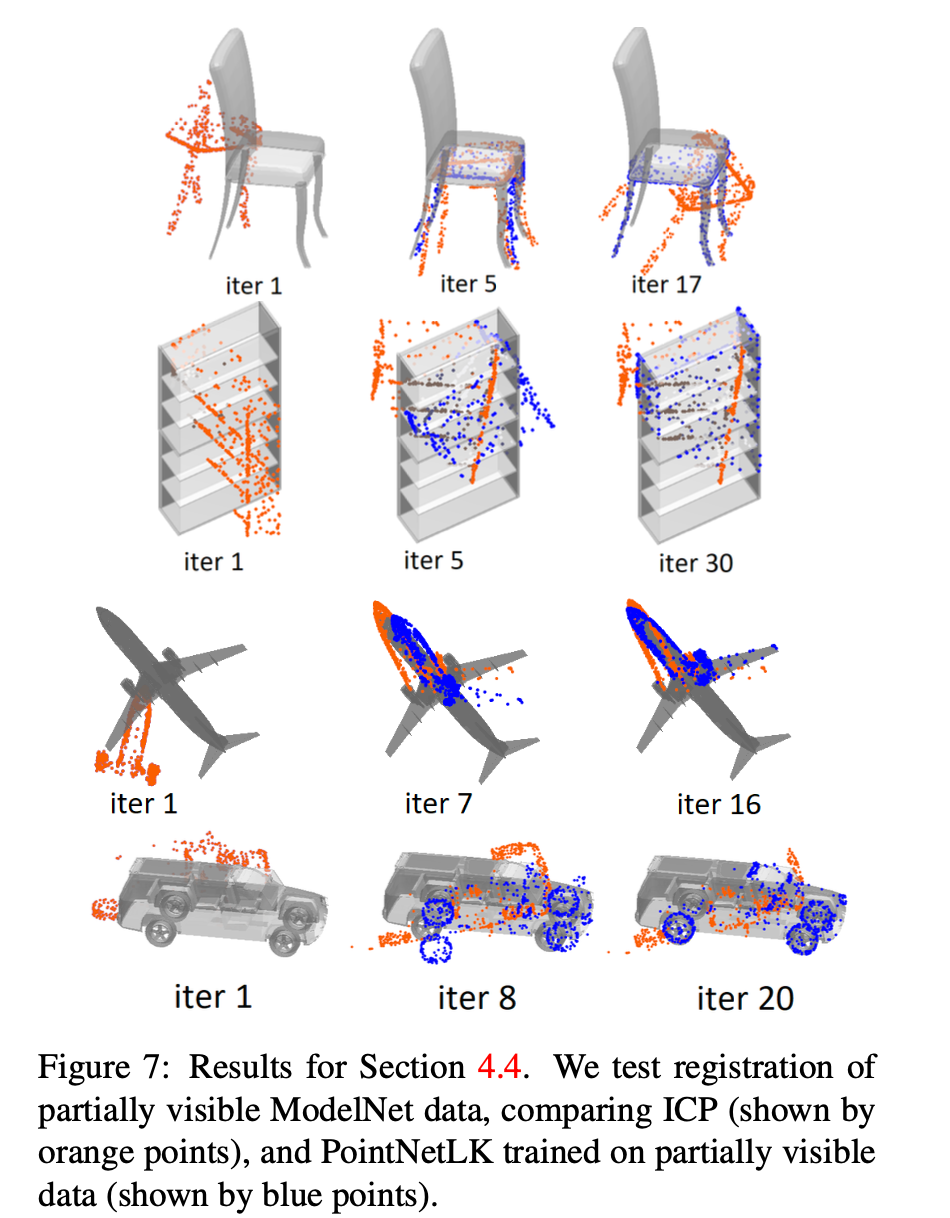 iter 1
iter 5
iter 17
iter 1
iter 5
iter 30
iter 1
iter 7
iter 16
iter 1
iter 8
iter 20
Figure 7: Results for Section 4.4. We test registration of
partially visible ModelNet data, comparing ICP (shown by
orange points), and PointNetLK trained on partially visible
data (shown by blue points).